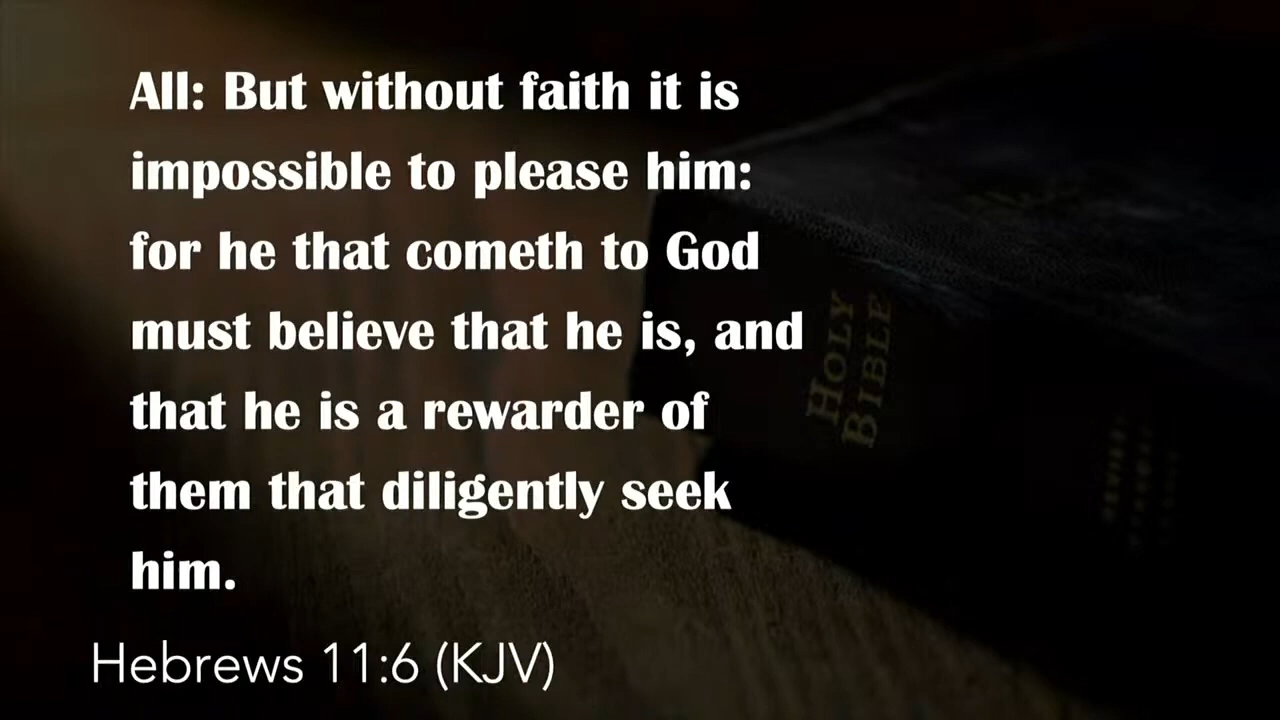 All: But without faith it is
impossible to please him:
for he that cometh to God
must believe that he is, and
that he is a rewarder of
them that diligently seek
him.
Hebrews 11:6 (KJV)
HOLY
BIBLE